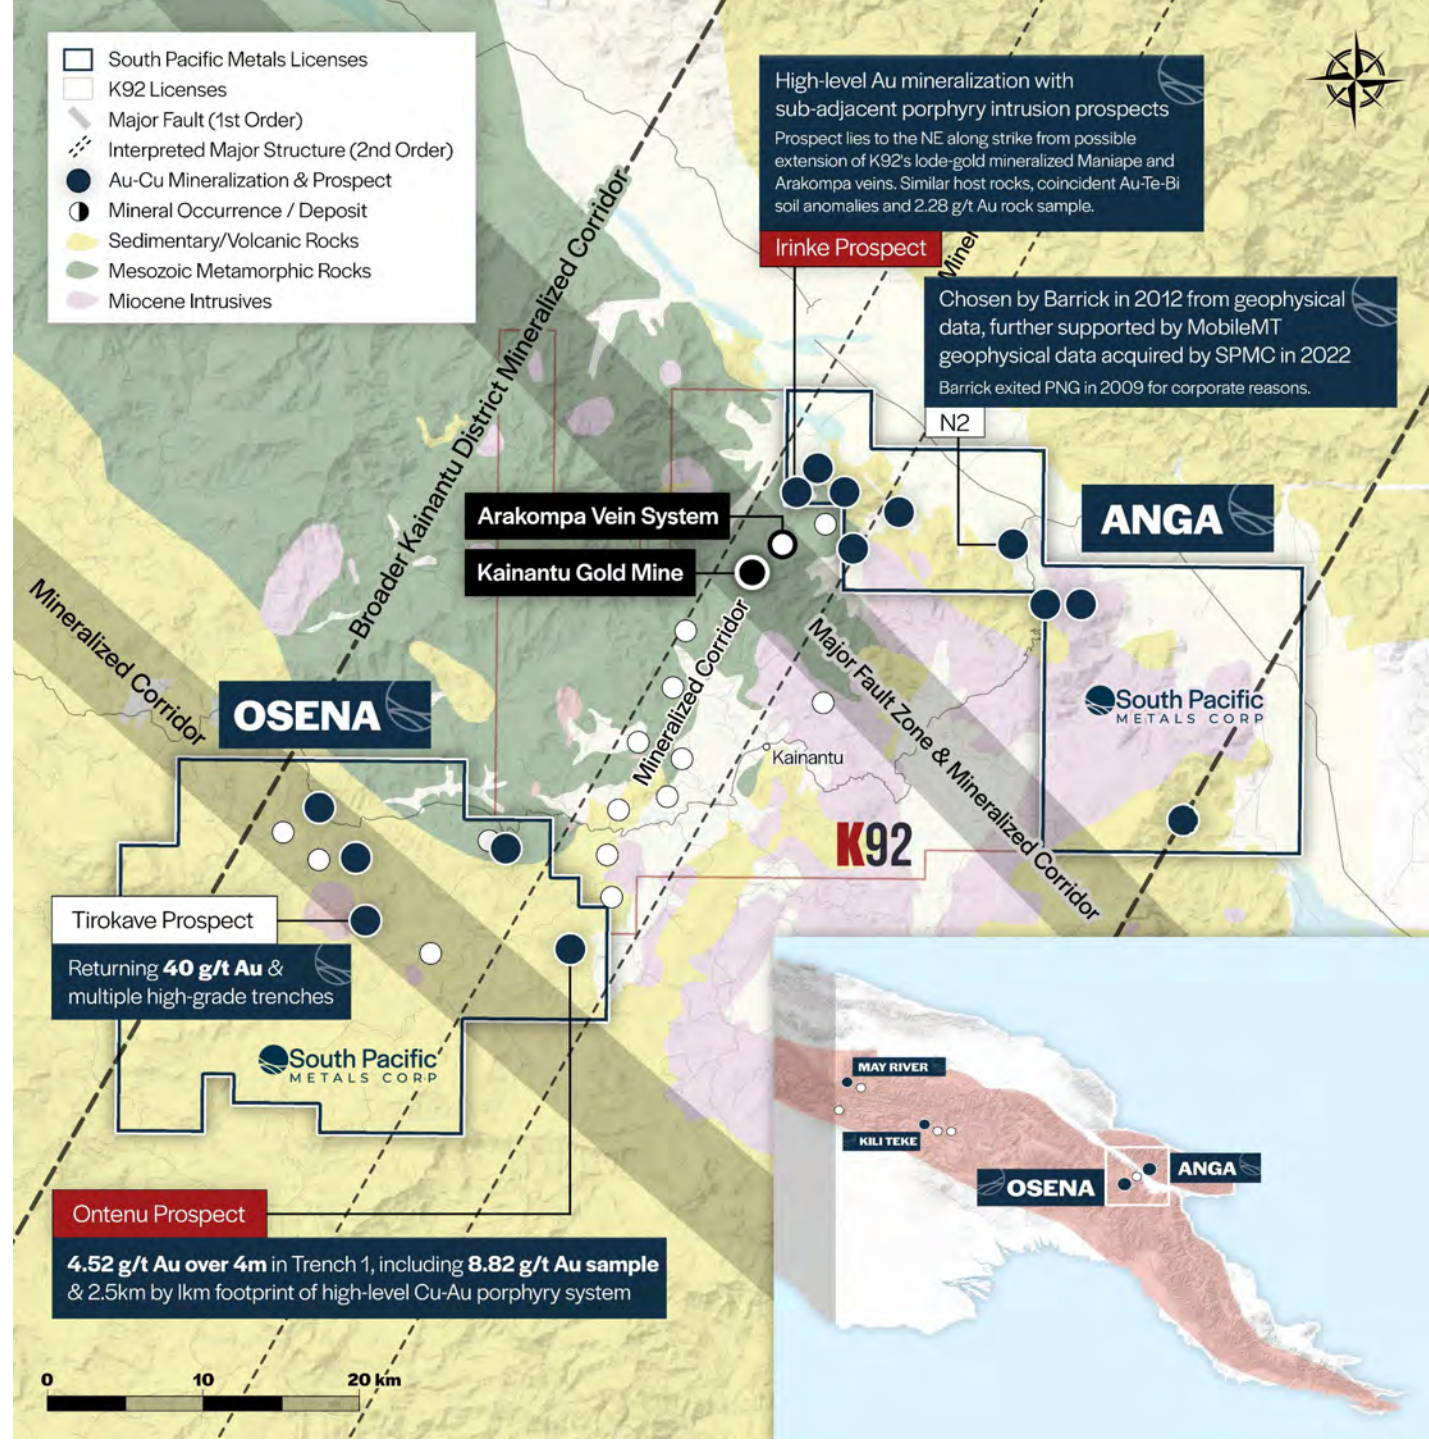 South Pacific Metals Licenses
K92 Licenses
Major Fault (1st Order)
Interpreted Major Structure (2nd Order)
Au-Cu Mineralization & Prospect
Mineral Occurrence / Deposit
Sedimentary/Volcanic Rocks
Mesozoic Metamorphic Rocks
Miocene Intrusives
High-level Au mineralization with
sub-adjacent porphyry intrusion prospects
Prospect lies to the NE along strike from possible
extension of K92's lode-gold mineralized Maniape and
Arakompa veins. Similar host rocks, coincident Au-Te-Bi
soil anomalies and 2.28 g/t Au rock sample.
Irinke Prospect
Miner
Chosen by Barrick in 2012 from geophysical
data, further supported by MobileMT
geophysical data acquired by SPMC in 2022
Barrick exited PNG in 2009 for corporate reasons.
N2
Broader Kainantu District Mineralized Corridor
Arakompa Vein System
Kainantu Gold Mine
ANGA
Mineralized Corridor
OSENA
Mineralized Corridor
Major Fault Zone & Mineralized Corridor
South Pacific
METALS CORP
Kainantu
K92
Tirokave Prospect
Returning 40 g/t Au &
multiple high-grade trenches
South Pacific
METALS CORP
Ontenu Prospect
4.52 g/t Au over 4m in Trench 1, including 8.82 g/t Au sample
& 2.5km by 1km footprint of high-level Cu-Au porphyry system
0 10 20 km
MAY RIVER
KILI TEKE
OSENA
ANGA